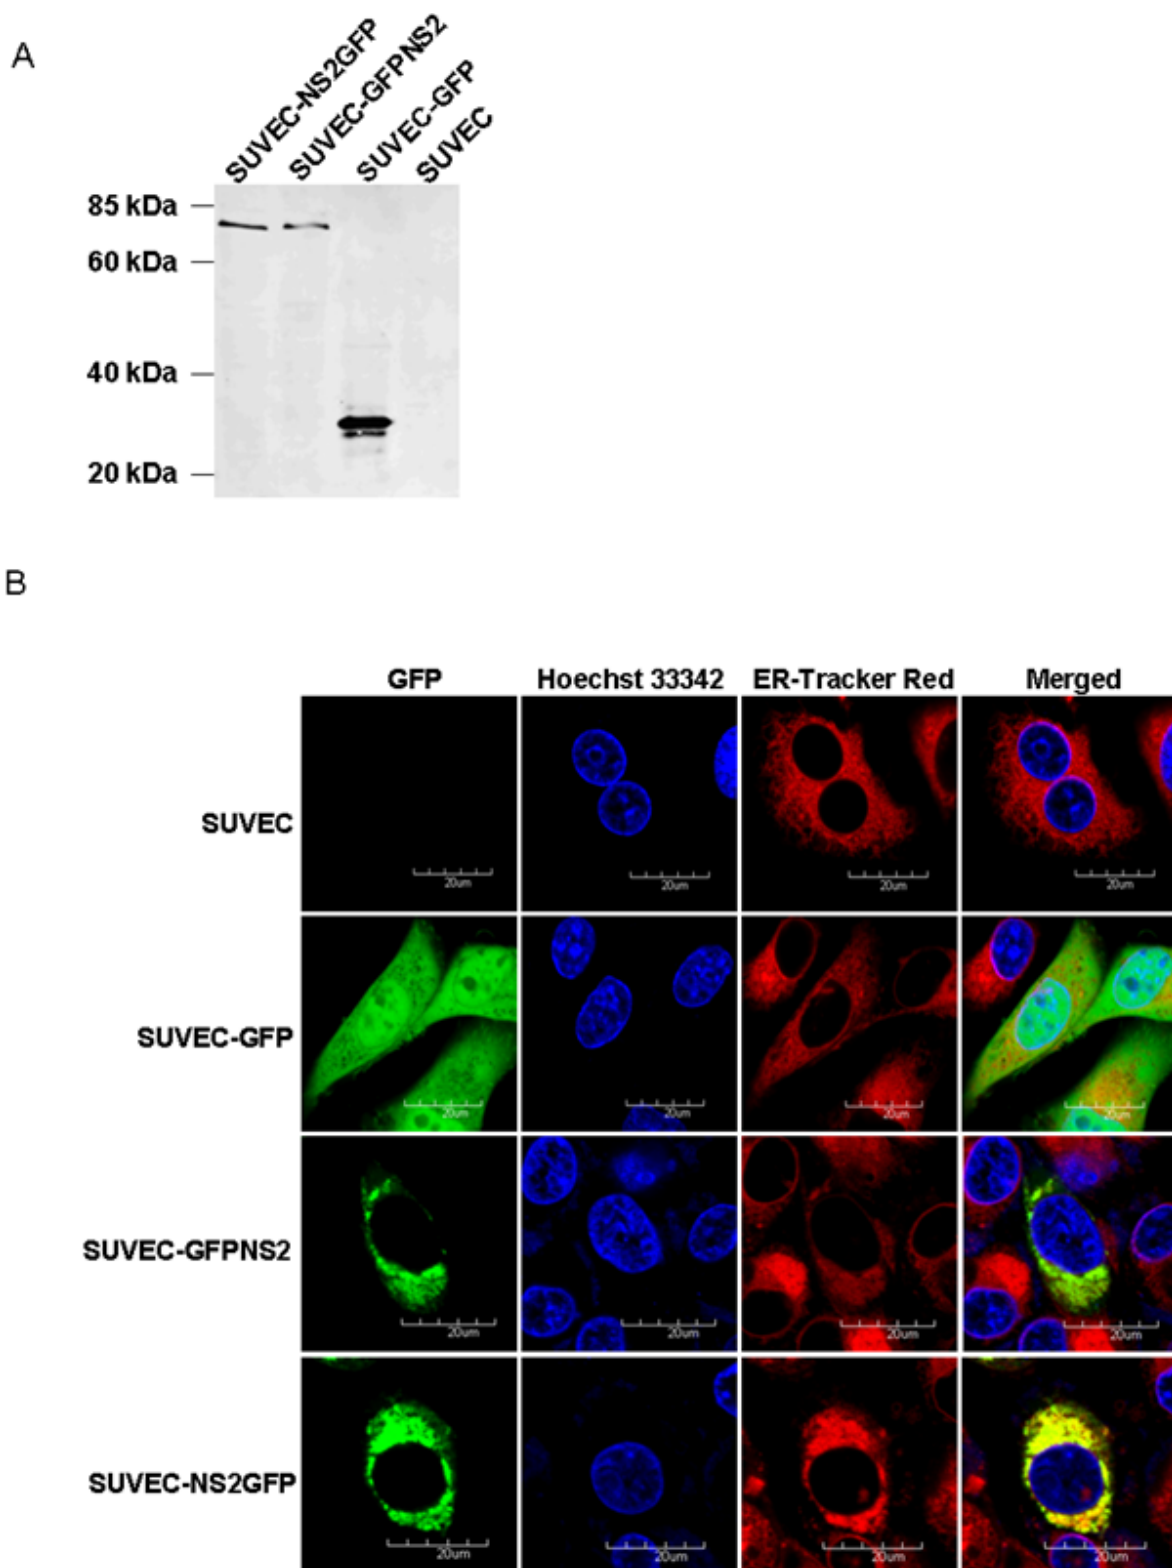 A
SUVEC-NS2GFP
SUVEC-GFPNS2
SUVEC-GFP
SUVEC
85 kDa
60 kDa
40 kDa
20 kDa
B
GFP Hoechst 33342 ER-Tracker Red Merged
SUVEC
20um 20um 20um 20um
SUVEC-GFP
20um 20um 20um 20um
SUVEC-GFPNS2
20um 20um 20um 20um
SUVEC-NS2GFP
20um 20um 20um 20um